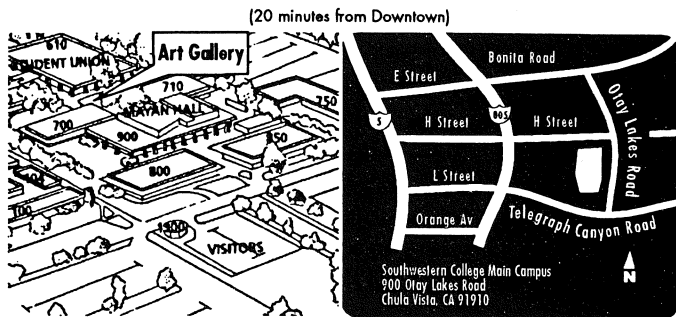 (20 minutes from Downtown)
610
STUDENT UNION
Art Gallery
710
MAYAN HALL
750
700
900
850
800
100
1500
VISITORS
Bonita Road
E Street
Otay Lakes Road
5
805
H Street
H Street
L Street
Telegraph Canyon Road
Orange Av
Southwestern College Main Campus
900 Otay Lakes Road
Chula Vista, CA 91910
N